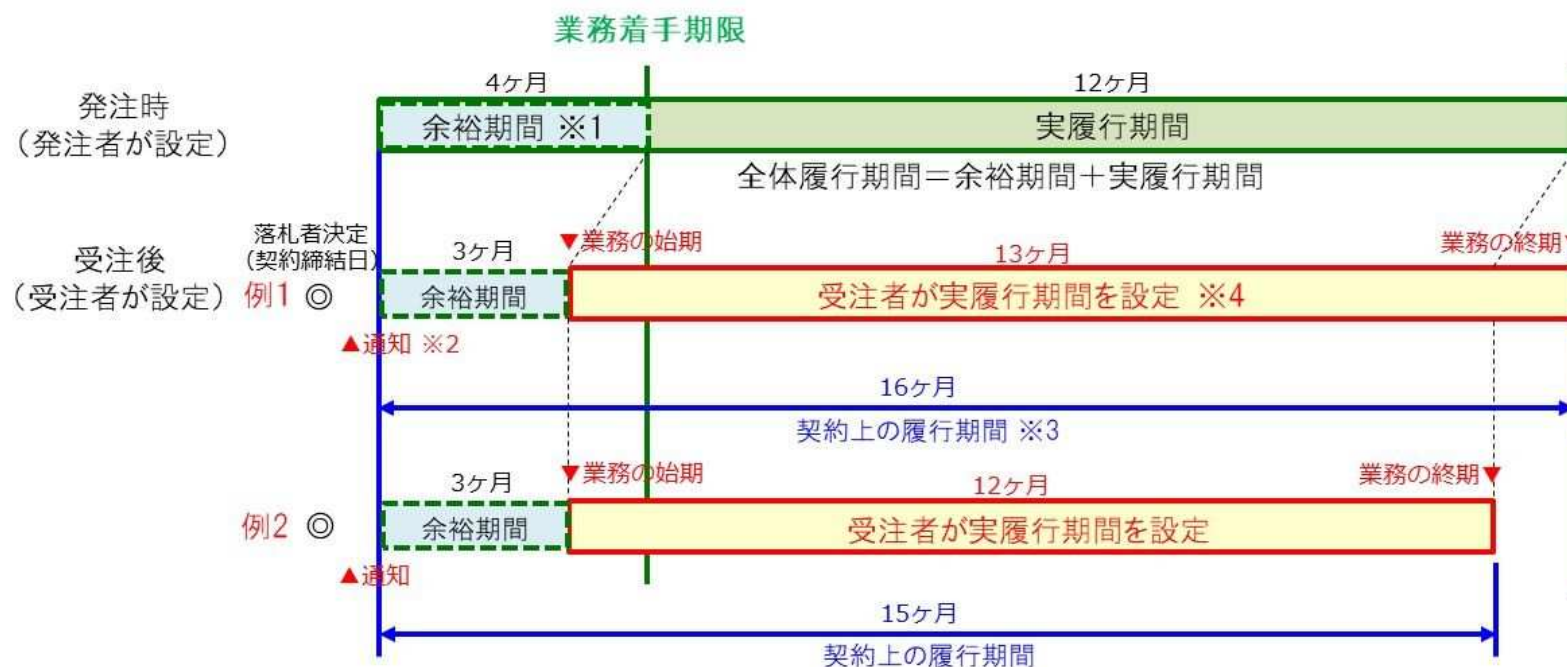 業務着手期限
4ヶ月
12ヶ月
発注時
(発注者が設定)
余裕期間 ※1
実履行期間
全体履行期間＝余裕期間＋実履行期間
落札者決定
(契約締結日)
受注後
(受注者が設定)
例1 ◎
3ヶ月
▼業務の始期
13ヶ月
業務の終期▼
余裕期間
受注者が実履行期間を設定 ※4
▲通知 ※2
16ヶ月
契約上の履行期間 ※3
3ヶ月
▼業務の始期
12ヶ月
業務の終期▼
例2 ◎
余裕期間
受注者が実履行期間を設定
▲通知
15ヶ月
契約上の履行期間